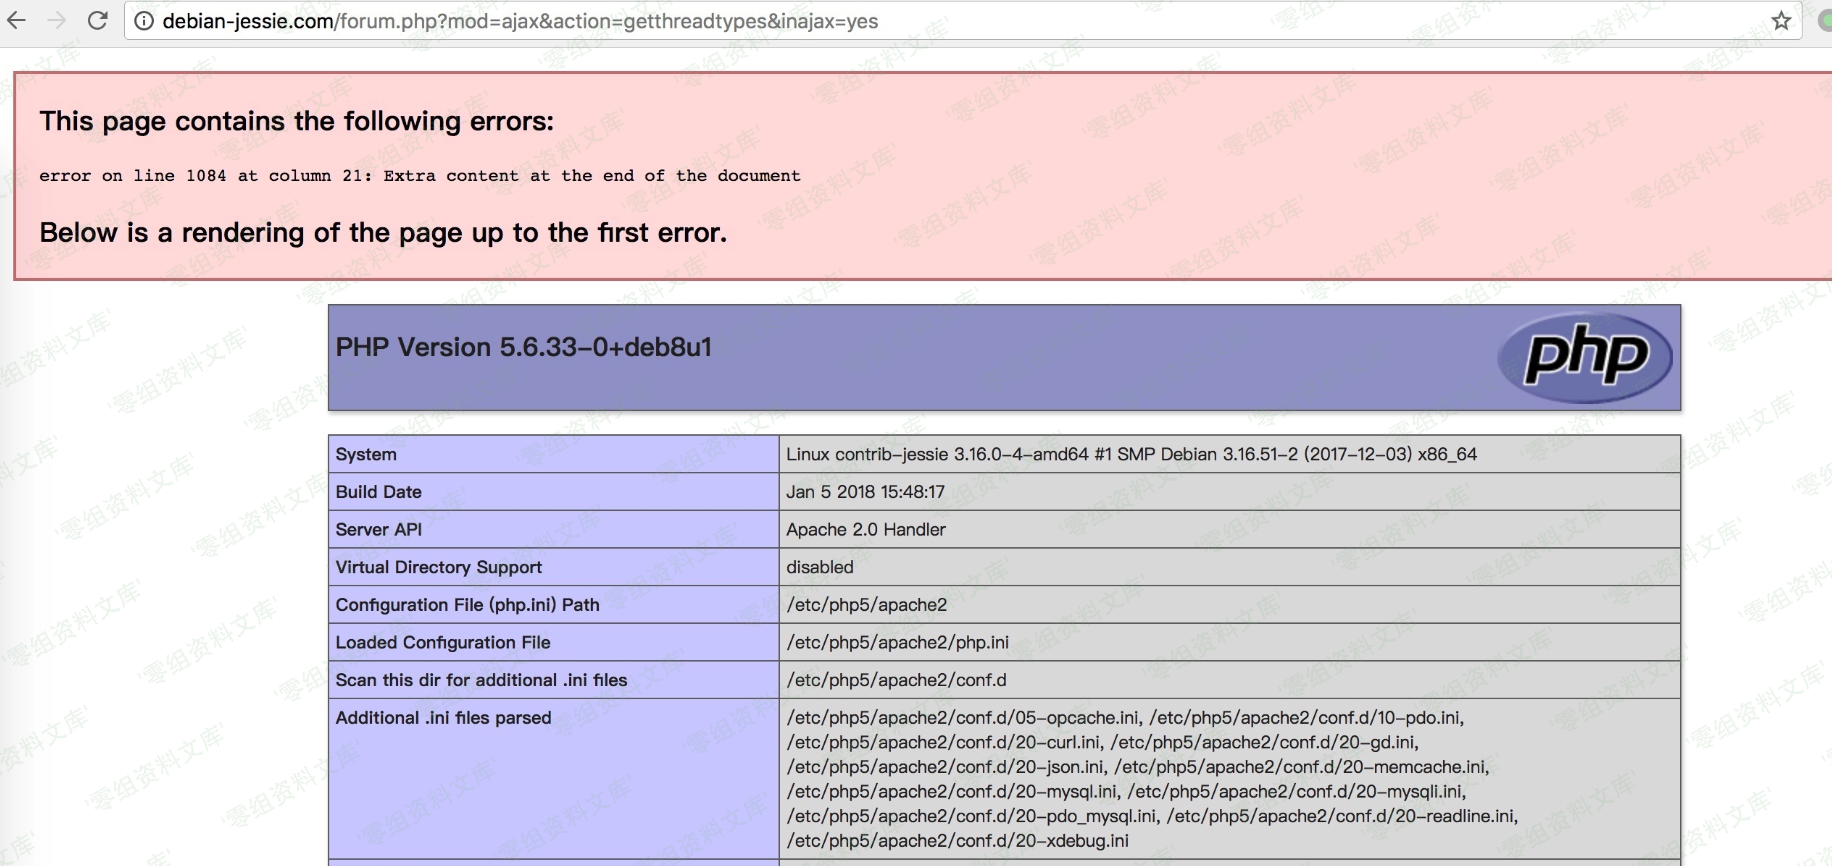 debian-jessie.com/forum.php?mod=ajax&action=getthreadtypes&inajax=yes
This page contains the following errors:
error on line 1084 at column 21: Extra content at the end of the document
Below is a rendering of the page up to the first error.
PHP Version 5.6.33-0+deb8u1
php
System Linux contrib-jessie 3.16.0-4-amd64 #1 SMP Debian 3.16.51-2 (2017-12-03) x86_64
Build Date Jan 5 2018 15:48:17
Server API Apache 2.0 Handler
Virtual Directory Support disabled
Configuration File (php.ini) Path /etc/php5/apache2
Loaded Configuration File /etc/php5/apache2/php.ini
Scan this dir for additional .ini files /etc/php5/apache2/conf.d
Additional .ini files parsed /etc/php5/apache2/conf.d/05-opcache.ini, /etc/php5/apache2/conf.d/10-pdo.ini,
/etc/php5/apache2/conf.d/20-curl.ini, /etc/php5/apache2/conf.d/20-gd.ini,
/etc/php5/apache2/conf.d/20-json.ini, /etc/php5/apache2/conf.d/20-memcache.ini,
/etc/php5/apache2/conf.d/20-mysql.ini, /etc/php5/apache2/conf.d/20-mysqli.ini,
/etc/php5/apache2/conf.d/20-pdo_mysql.ini, /etc/php5/apache2/conf.d/20-readline.ini,
/etc/php5/apache2/conf.d/20-xdebug.ini
'零组资料文库'